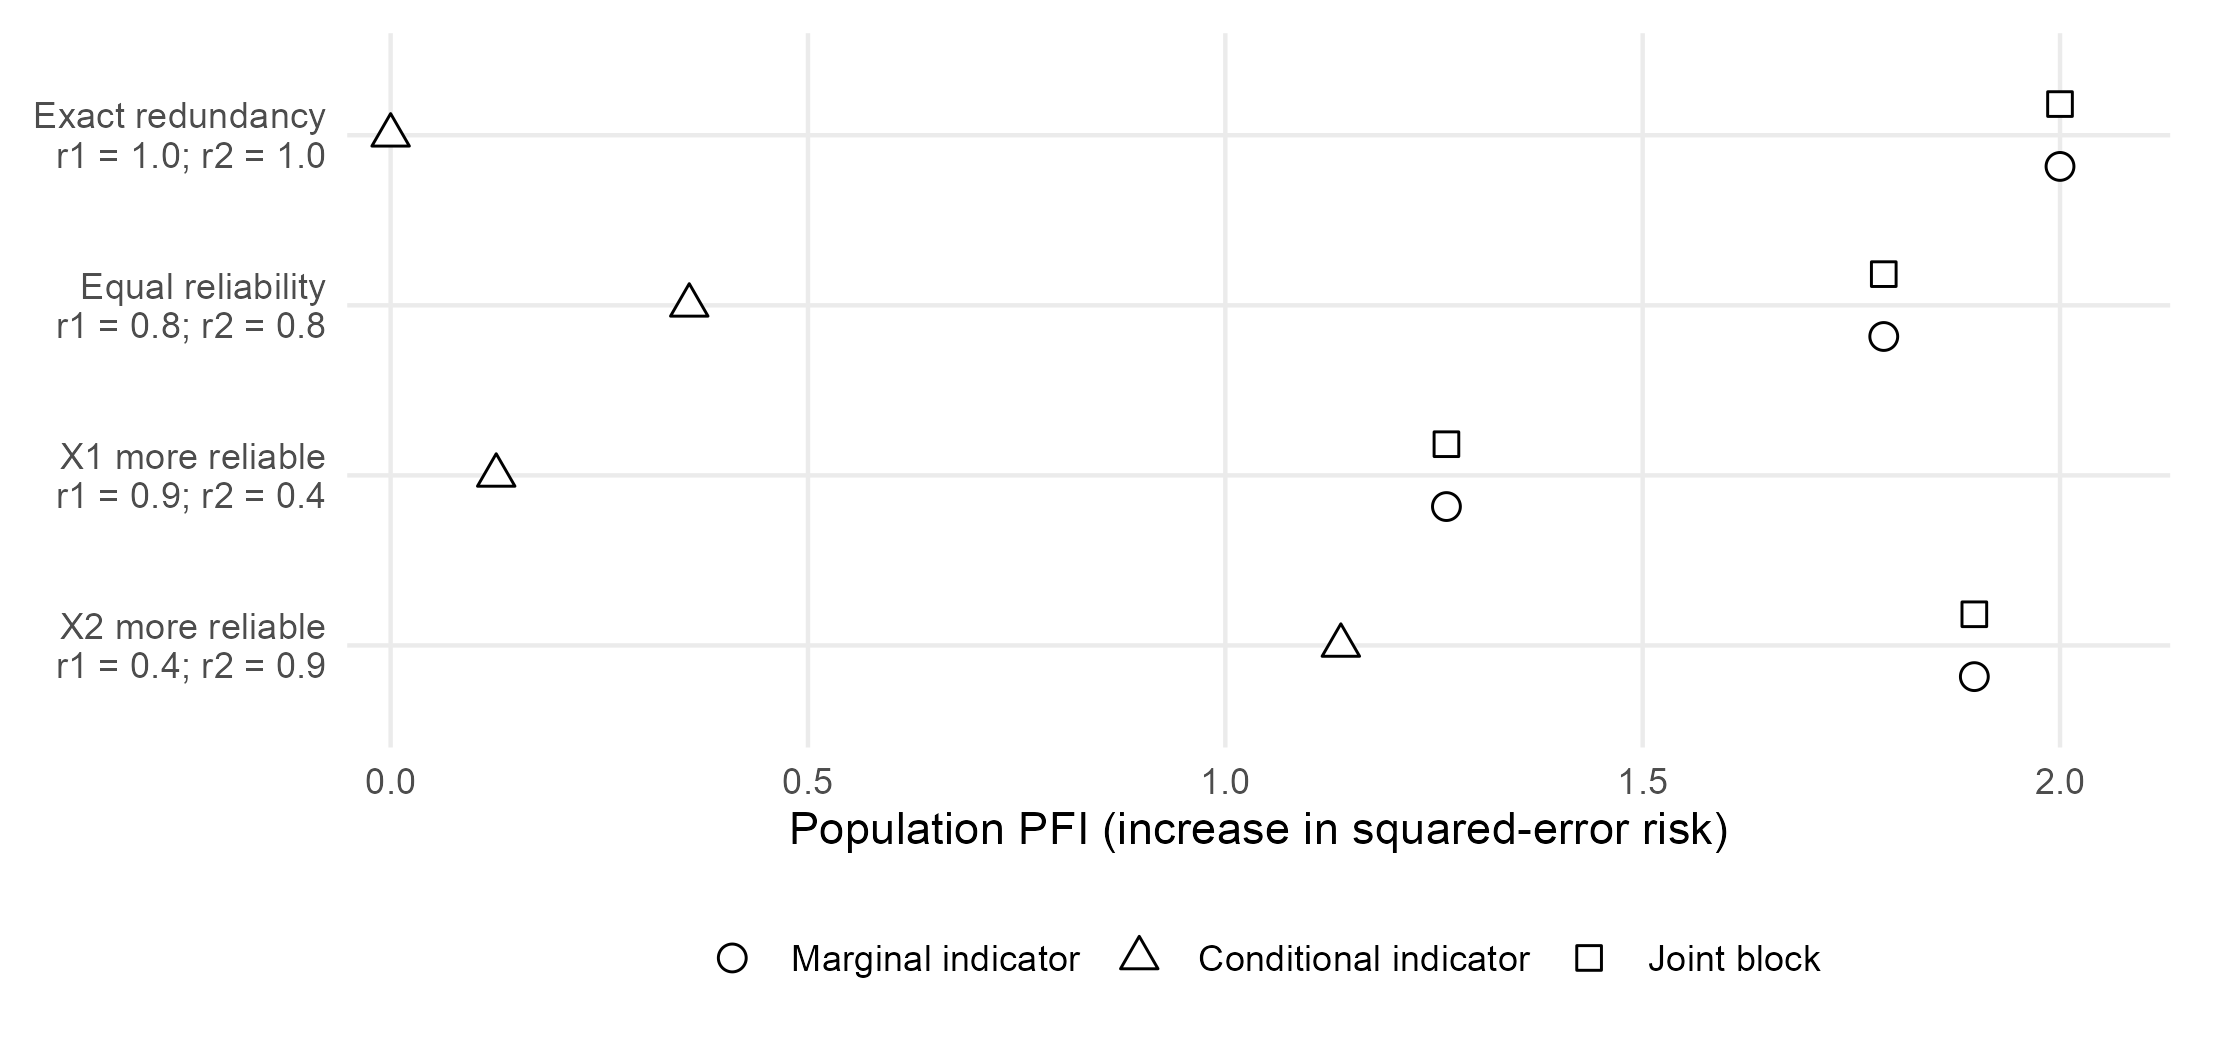 Exact redundancy
r1 = 1.0; r2 = 1.0
Equal reliability
r1 = 0.8; r2 = 0.8
X1 more reliable
r1 = 0.9; r2 = 0.4
X2 more reliable
r1 = 0.4; r2 = 0.9
0.0 0.5 1.0 1.5 2.0
Population PFI (increase in squared-error risk)
Marginal indicator Conditional indicator Joint block